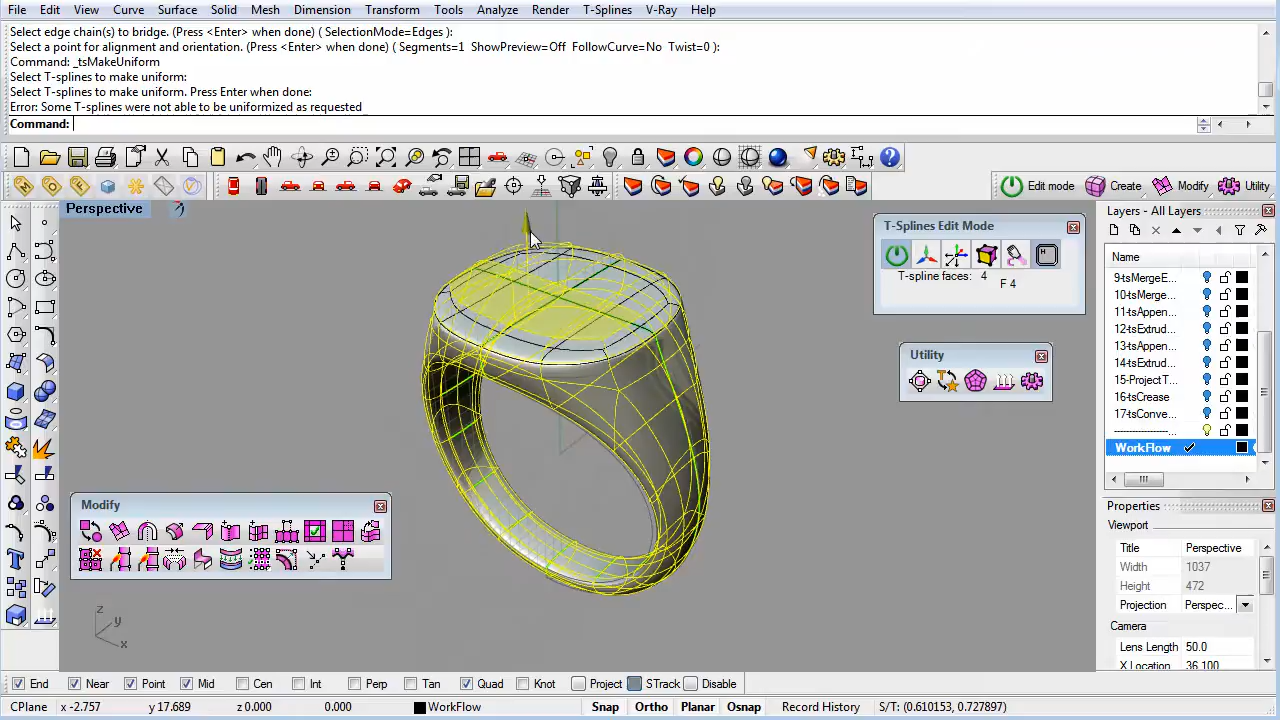 File Edit View Curve Surface Solid Mesh Dimension Transform Tools Analyze Render T-Splines V-Ray Help
Select edge chain(s) to bridge. (Press <Enter> when done) ( SelectionMode=Edges ):
Select a point for alignment and orientation. (Press <Enter> when done) ( Segments=1 ShowPreview=Off FollowCurve=No Twist=0 ):
Command: _tsMakeUniform
Select T-splines to make uniform:
Select T-splines to make uniform. Press Enter when done:
Error: Some T-splines were not able to be uniformized as requested
Command:
Edit mode Create Modify Utility
Perspective
T-Splines Edit Mode
T-spline faces: 4
F 4
Utility
Modify
z
y
x
Layers - All Layers
Name
9-tsMergeE...
10-tsMerge...
11-tsAppen...
12-tsExtrud...
13-tsAppen...
14-tsExtrud...
15-ProjectT...
16-tsCrease
17-tsConve...
WorkFlow
Properties
Viewport
Title Perspective
Width 1037
Height 472
Projection Perspec...
Camera
Lens Length 50.0
X Location 36.100
End Near Point Mid Cen Int Perp Tan Quad Knot Project STrack Disable
CPlane x -2.757 y 17.689 z 0.000 0.000 WorkFlow Snap Ortho Planar Osnap Record History S/T: (0.610153, 0.727897)